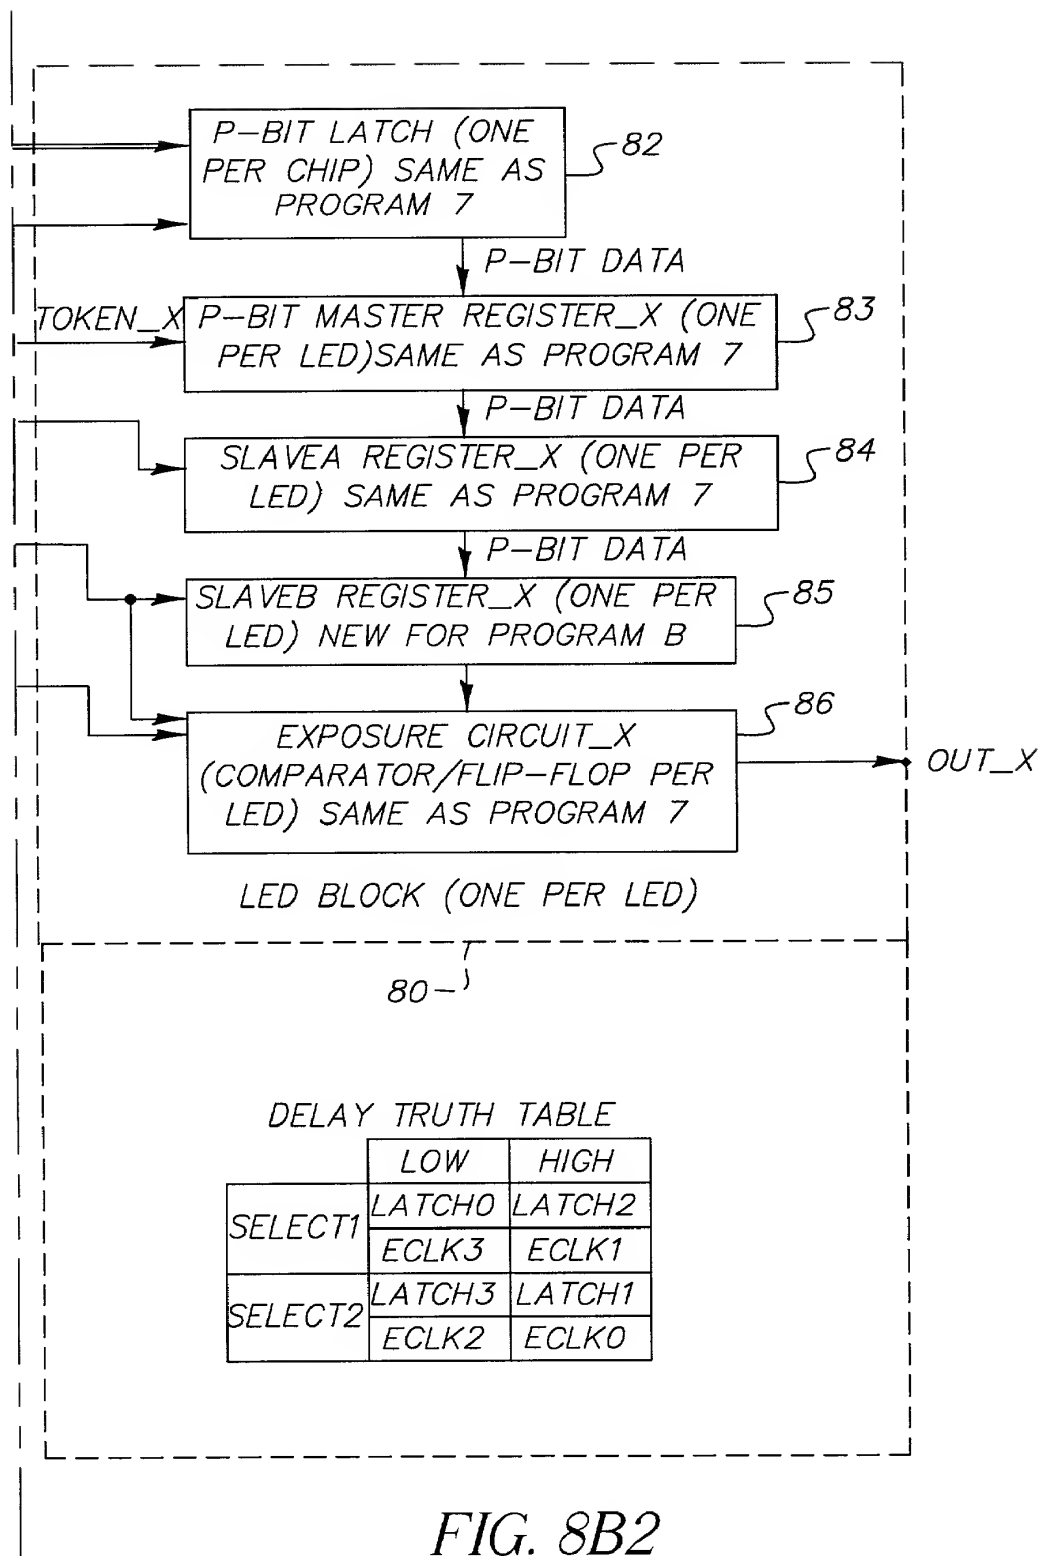 P-BIT LATCH (ONE
PER CHIP) SAME AS
PROGRAM 7
82
P-BIT DATA
TOKEN_X
P-BIT MASTER REGISTER_X (ONE
PER LED)SAME AS PROGRAM 7
83
P-BIT DATA
SLAVEA REGISTER_X (ONE PER
LED) SAME AS PROGRAM 7
84
P-BIT DATA
SLAVEB REGISTER_X (ONE PER
LED) NEW FOR PROGRAM B
85
EXPOSURE CIRCUIT_X
(COMPARATOR/FLIP-FLOP PER
LED) SAME AS PROGRAM 7
86
OUT_X
LED BLOCK (ONE PER LED)
80
DELAY TRUTH TABLE
LOW HIGH
SELECT1
LATCH0 LATCH2
ECLK3 ECLK1
SELECT2
LATCH3 LATCH1
ECLK2 ECLK0
FIG. 8B2